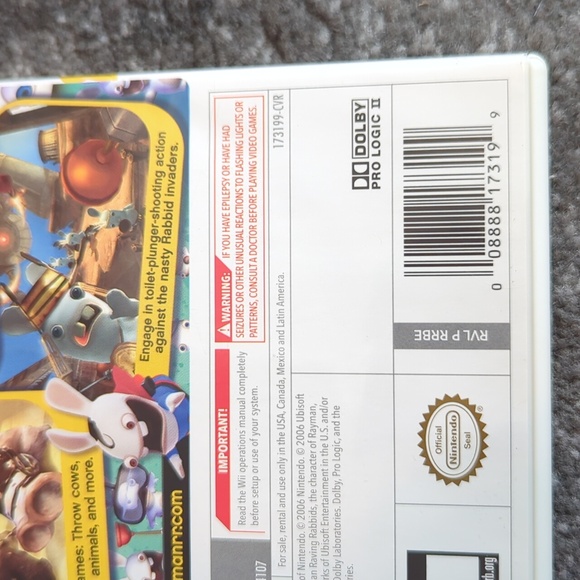 Engage in toilet-plunger-shooting action
against the nasty Rabbid Invaders.
ames: Throw cows,
animals, and more.
manrr.com
WARNING: IF YOU HAVE EPILEPSY OR HAVE HAD
SEIZURES OR OTHER UNUSUAL REACTIONS TO FLASHING LIGHTS OR
PATTERNS, CONSULT A DOCTOR BEFORE PLAYING VIDEO GAMES.
IMPORTANT!
Read the Wii operations manual completely
before setup or use of your system.
1107
173199-CVR
For sale, rental and use only in the USA, Canada, Mexico and Latin America.
of Nintendo. © 2006 Nintendo. © 2006 Ubisoft
an Raving Rabbids, the character of Rayman,
rks of Ubisoft Entertainment in the U.S. and/or
Dolby Laboratories. Dolby, Pro Logic, and the
ries.
DOLBY
PRO LOGIC II
0 08888 17319 9
RVL P RRBE
Official
Nintendo
Seal
®
b.org